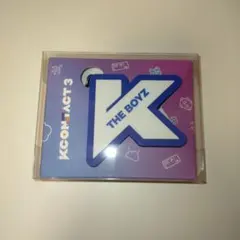 KCON:TACT 3
K
THE BOYZ